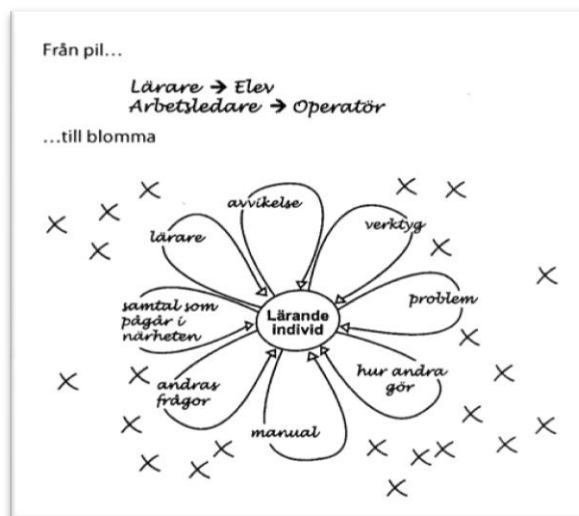 Från pil...
Lärare → Elev
Arbetsledare → Operatör
...till blomma
avvikelse
lärare
verktyg
samtal som
pågår i
närheten
Lärande
individ
problem
andras
frågor
hur andra
gör
manual